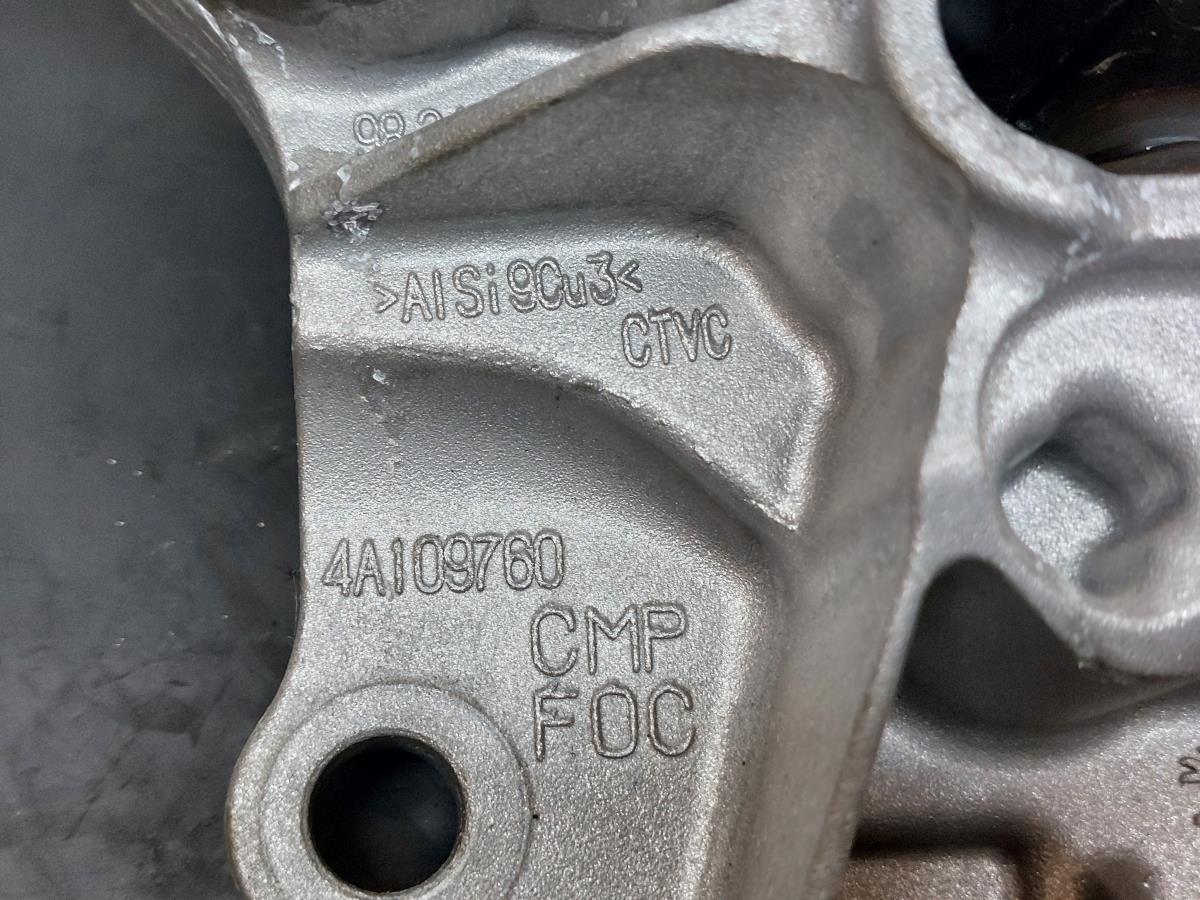 >AlSi9Cu3<
CTVC
4A109760
CMP
FOC